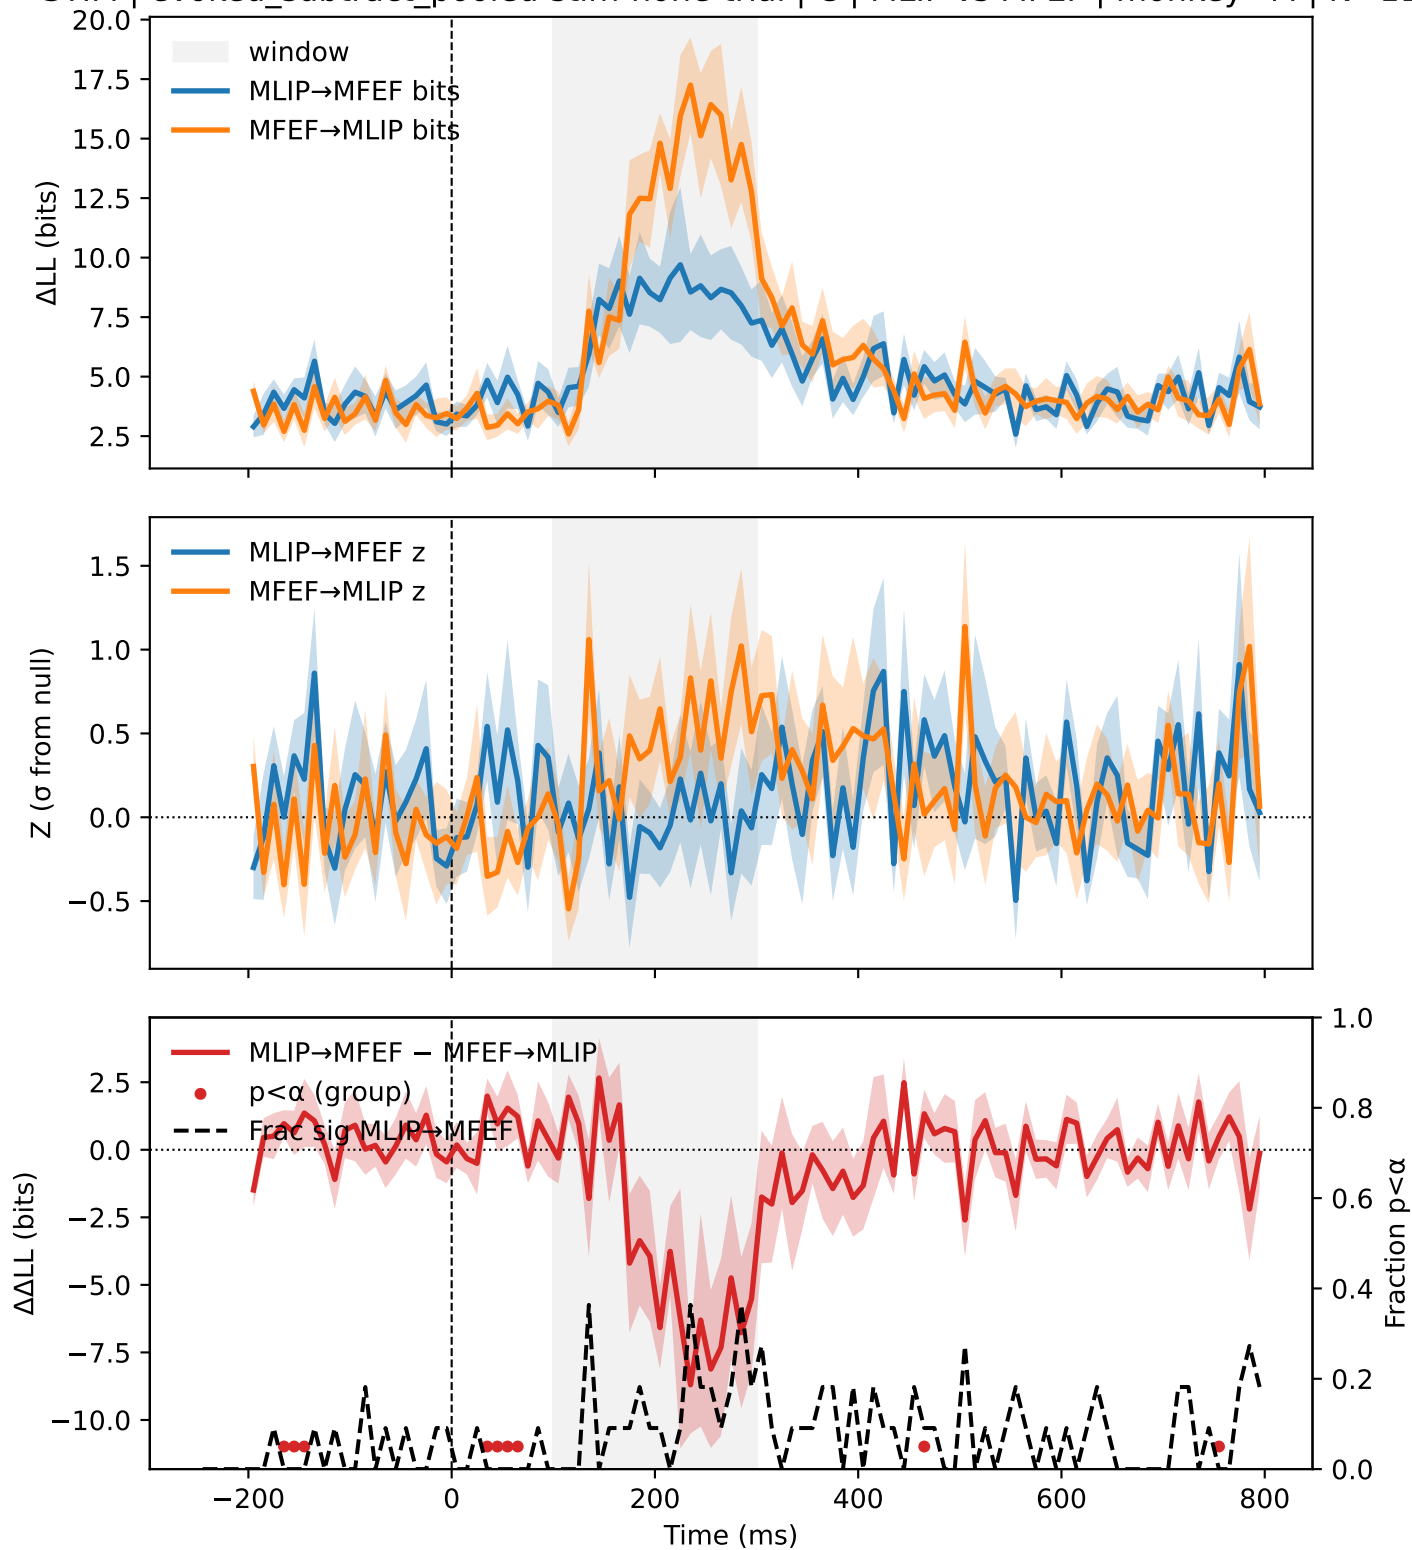 20.0
17.5
15.0
12.5
10.0
7.5
5.0
2.5
ΔLL (bits)
window
MLIP→MFEF bits
MFEF→MLIP bits
1.5
1.0
0.5
0.0
−0.5
Z (σ from null)
MLIP→MFEF z
MFEF→MLIP z
2.5
0.0
−2.5
−5.0
−7.5
−10.0
ΔΔLL (bits)
MLIP→MFEF − MFEF→MLIP
p<α (group)
Frac sig MLIP→MFEF
1.0
0.8
0.6
0.4
0.2
0.0
Fraction p<α
−200 0 200 400 600 800
Time (ms)